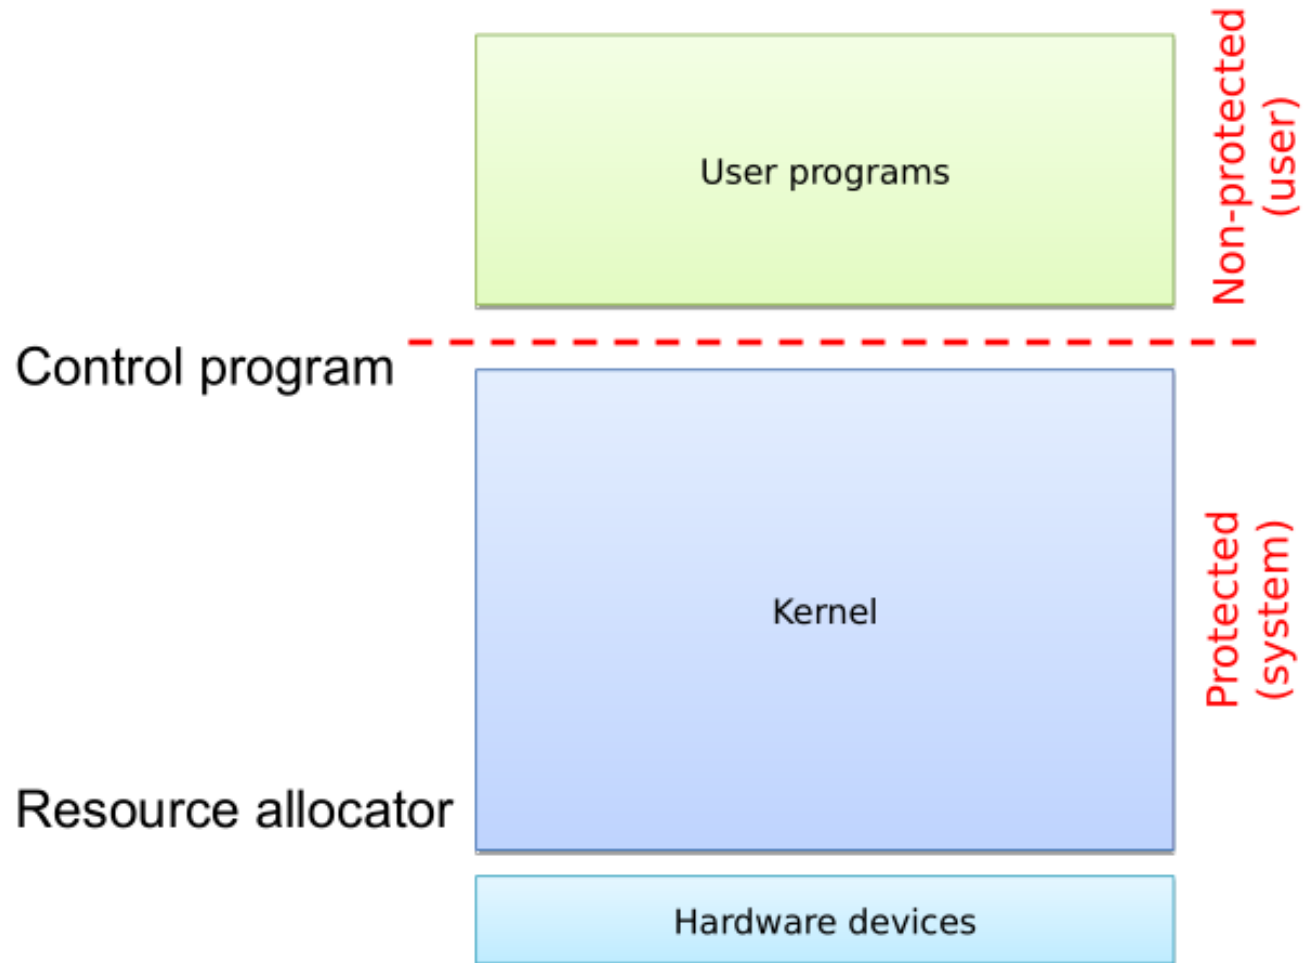 User programs
Non-protected
(user)
Control program
Kernel
Protected
(system)
Resource allocator
Hardware devices